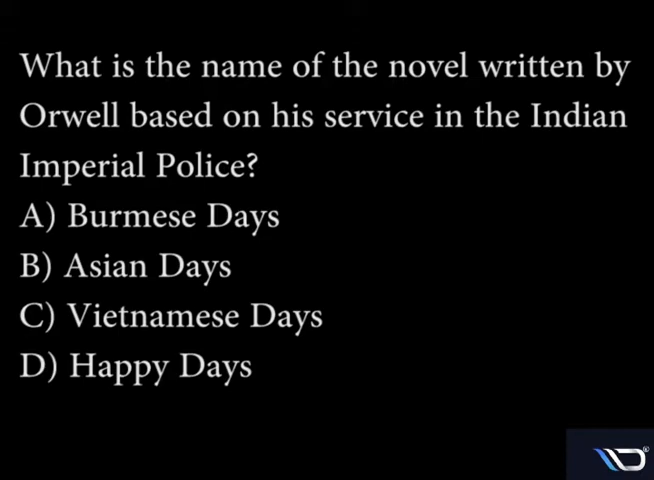 What is the name of the novel written by
Orwell based on his service in the Indian
Imperial Police?
A) Burmese Days
B) Asian Days
C) Vietnamese Days
D) Happy Days